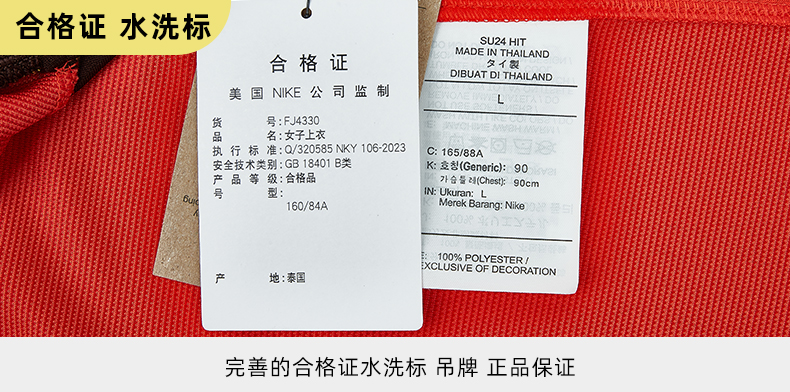 合格证 水洗标
合格证
美国 NIKE 公司监制
货号:FJ4330
品名:女子上衣
执行标准:Q/320585 NKY 106-2023
安全技术类别:GB 18401 B类
产品等级:合格品
号型:
160/84A
产地:泰国
SU24 HIT
MADE IN THAILAND
タイ製
DIBUAT DI THAILAND
L
C: 165/88A
K: 호칭(Generic): 90
가슴둘레(Chest): 90cm
IN: Ukuran: L
Merek Barang: Nike
E: 100% POLYESTER /
EXCLUSIVE OF DECORATION
完善的合格证水洗标 吊牌 正品保证